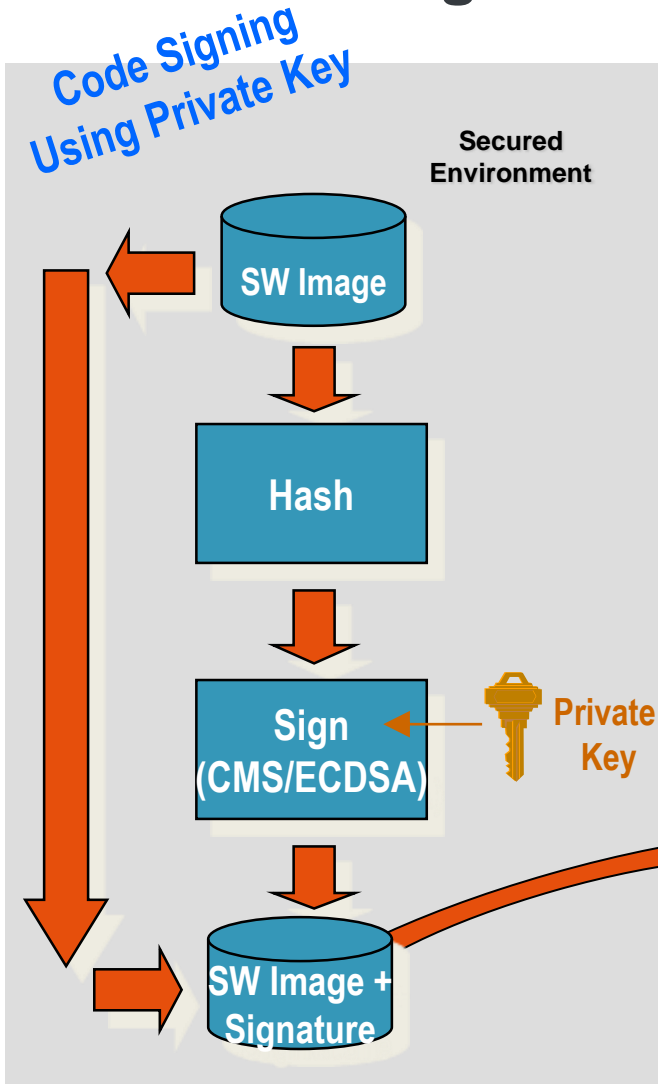 Code Signing
Using Private Key
Secured
Environment
SW Image
Hash
Sign
(CMS/ECDSA)
Private
Key
SW Image +
Signature